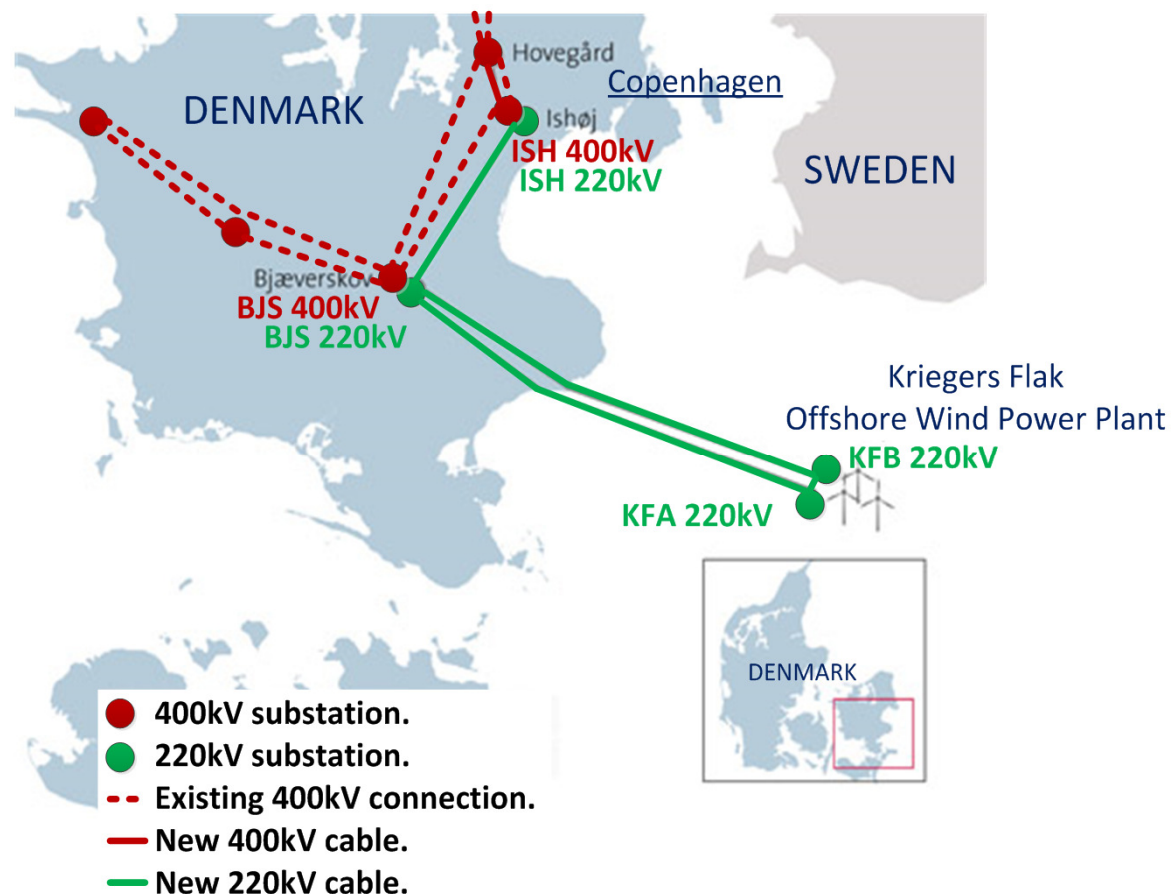 Hovegård
Copenhagen
DENMARK
Ishøj
ISH 400kV
ISH 220kV
SWEDEN
Bjæverskov
BJS 400kV
BJS 220kV
Kriegers Flak
Offshore Wind Power Plant
KFB 220kV
KFA 220kV
DENMARK
400kV substation.
220kV substation.
Existing 400kV connection.
New 400kV cable.
New 220kV cable.